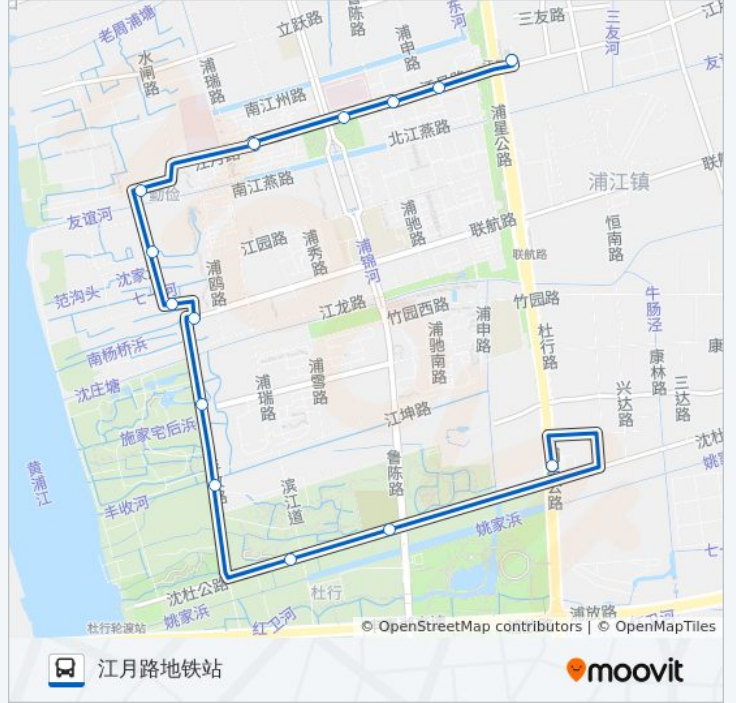 老周浦塘
立跃路
鲁陈路
浦申路
东河
三友路
三友河
水闸路
浦瑞路
南江州路
浦星公路
北江燕路
浦江镇
南江燕路
勤俭
友谊河
江园路
浦秀路
浦锦河
浦驰路
联航路
恒南路
联航路
沈家
七一河
范沟头
浦鸥路
江龙路
竹园西路
浦申路
竹园路
牛肠泾
南杨桥浜
浦驰南路
杜行路
康林路
康
沈庄塘
浦瑞路
浦雪路
兴达路
三达路
施家宅后浜
江坤路
黄浦江
鲁陈路
沈杜
丰收河
滨江道
公路
姚家浜
沈杜公路
杜行
姚家浜
红卫河
杜行轮渡站
浦放路
© OpenStreetMap contributors | © OpenMapTiles
江月路地铁站
moovit